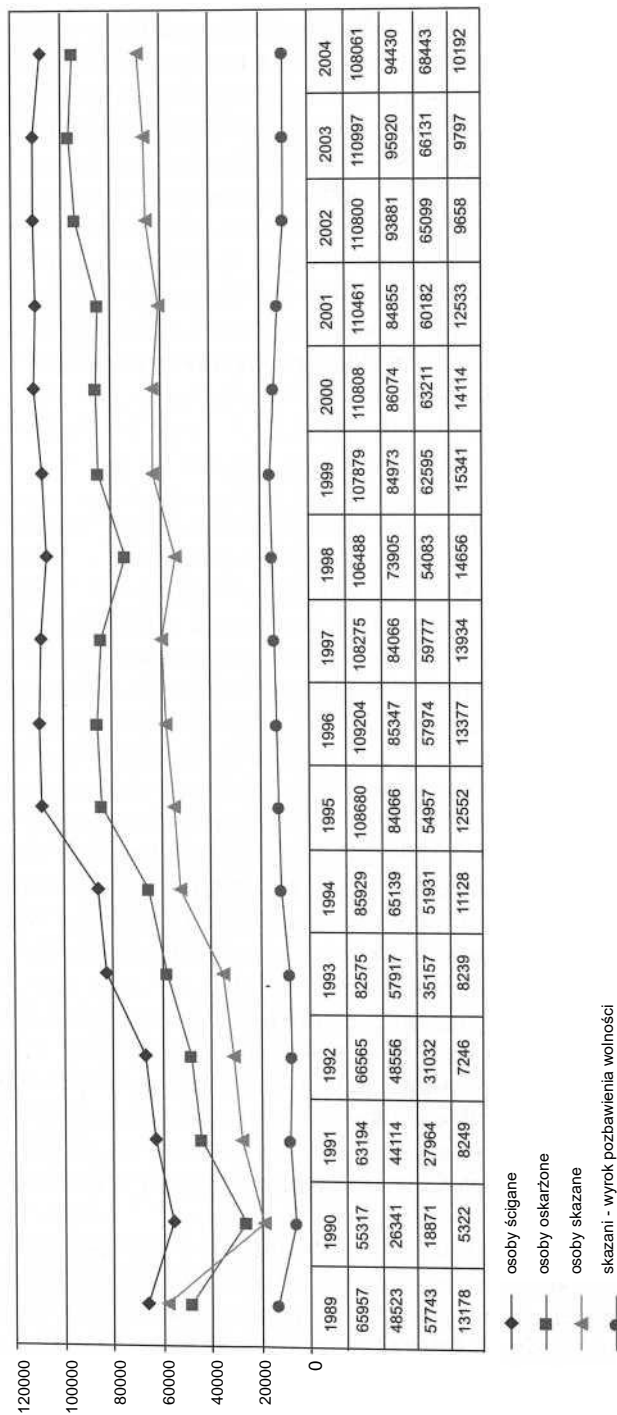 120000
100000
80000
60000
40000
20000
0
1989 1990 1991 1992 1993 1994 1995 1996 1997 1998 1999 2000 2001 2002 2003 2004
65957 55317 63194 66565 82575 85929 108680 109204 108275 106488 107879 110808 110461 110800 110997 108061
48523 26341 44114 48556 57917 65139 84066 85347 84066 73905 84973 86074 84855 93881 95920 94430
57743 18871 27964 31032 35157 51931 54957 57974 59777 54083 62595 63211 60182 65099 66131 68443
13178 5322 8249 7246 8239 11128 12552 13377 13934 14656 15341 14114 12533 9658 9797 10192
osoby ścigane
osoby oskarżone
osoby skazane
skazani - wyrok pozbawienia wolności